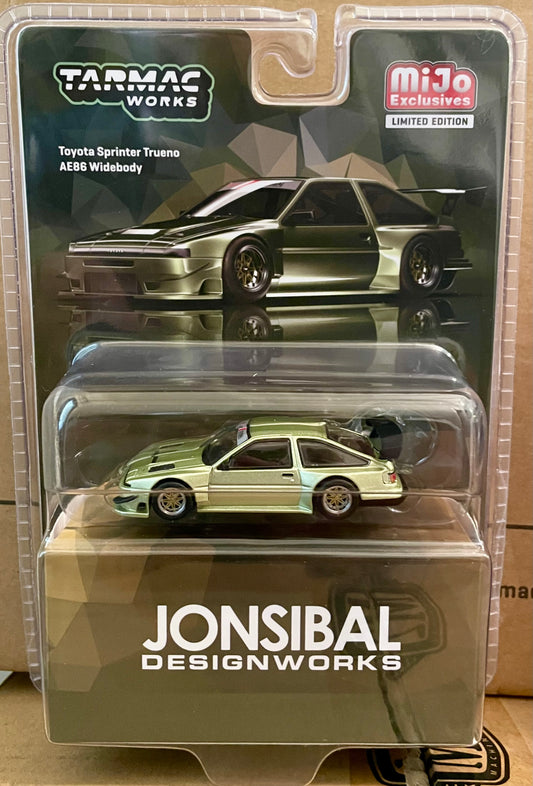 TARMAC
WORKS
MiJo
Exclusives
LIMITED EDITION
Toyota Sprinter Trueno
AE86 Widebody
JONSIBAL
DESIGNWORKS